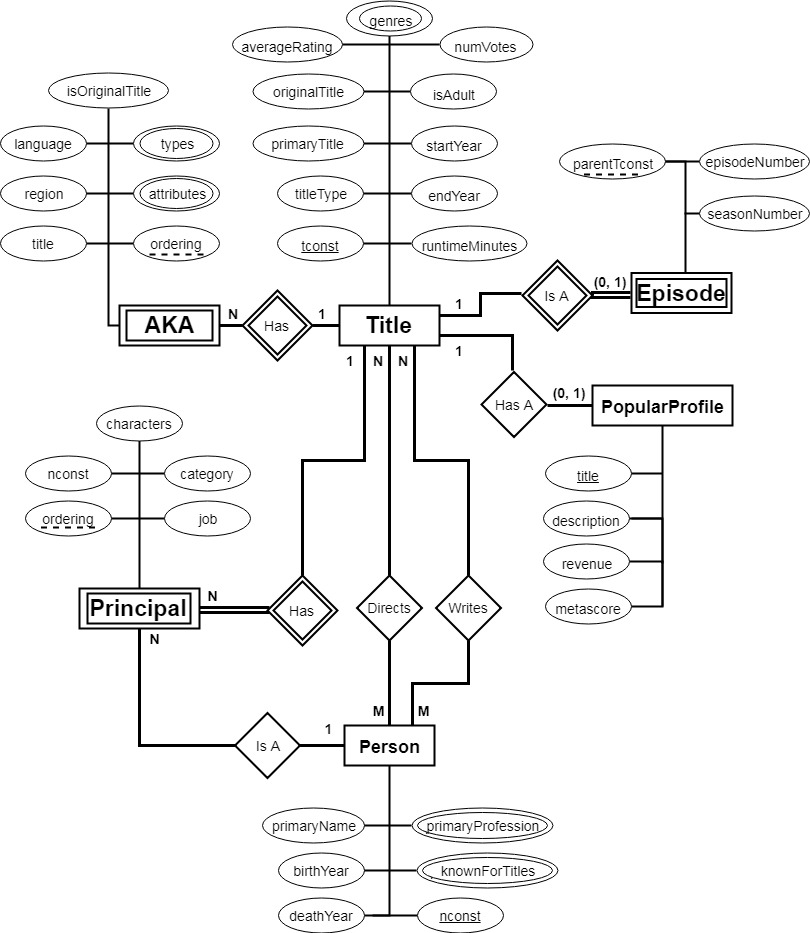 genres
averageRating
numVotes
isOriginalTitle
originalTitle
isAdult
language
types
primaryTitle
startYear
parentTconst
episodeNumber
region
attributes
titleType
endYear
seasonNumber
title
ordering
tconst
runtimeMinutes
AKA
N
Has
1
Title
1
Is A
(0, 1)
Episode
1
N
N
1
Has A
(0, 1)
PopularProfile
characters
nconst
category
ordering
job
title
description
revenue
metascore
Principal
N
Has
Directs
Writes
N
M
M
Is A
1
Person
primaryName
primaryProfession
birthYear
knownForTitles
deathYear
nconst